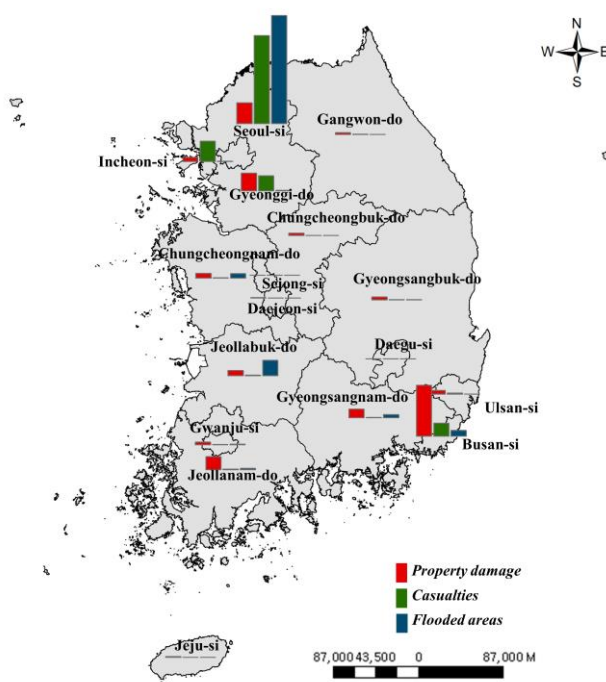 N
W E
S
Seoul-si
Gangwon-do
Incheon-si
Gyeonggi-do
Chungcheongbuk-do
Chungcheongnam-do
Gyeongsangbuk-do
Sejong-si
Daejeon-si
Jeollabuk-do
Daegu-si
Gyeongsangnam-do
Ulsan-si
Gwanju-si
Busan-si
Jeollanam-do
Property damage
Casualties
Flooded areas
Jeju-si
87,000 43,500 0 87,000 M